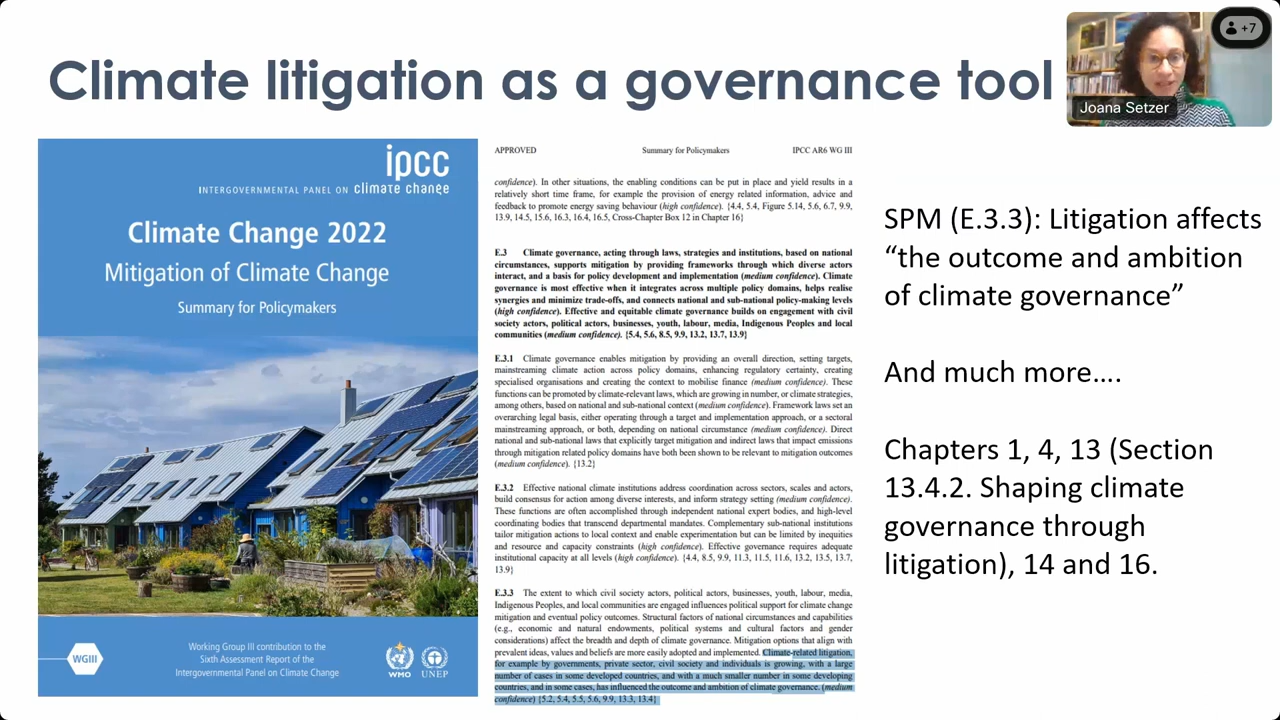 Climate litigation as a governance tool
+7
Joana Setzer
ipcc
INTERGOVERNMENTAL PANEL ON climate change
Climate Change 2022
Mitigation of Climate Change
Summary for Policymakers
WGIII
Working Group III contribution to the
Sixth Assessment Report of the
Intergovernmental Panel on Climate Change
WMO
UNEP
APPROVED Summary for Policymakers IPCC AR6 WG III
confidence). In other situations, the enabling conditions can be put in place and yield results in a
relatively short time frame, for example the provision of energy related information, advice and
feedback to promote energy saving behaviour (high confidence). {4.4, 5.4, Figure 5.14, 5.6, 6.7, 9.9,
13.9, 14.5, 15.6, 16.3, 16.4, 16.5, Cross-Chapter Box 12 in Chapter 16}
E.3 Climate governance, acting through laws, strategies and institutions, based on national
circumstances, supports mitigation by providing frameworks through which diverse actors
interact, and a basis for policy development and implementation (medium confidence). Climate
governance is most effective when it integrates across multiple policy domains, helps realise
synergies and minimize trade-offs, and connects national and sub-national policy-making levels
(high confidence). Effective and equitable climate governance builds on engagement with civil
society actors, political actors, businesses, youth, labour, media, Indigenous Peoples and local
communities (medium confidence). {5.4, 5.6, 8.5, 9.9, 13.2, 13.7, 13.9}
E.3.1 Climate governance enables mitigation by providing an overall direction, setting targets,
mainstreaming climate action across policy domains, enhancing regulatory certainty, creating
specialised organisations and creating the context to mobilise finance (medium confidence). These
functions can be promoted by climate-relevant laws, which are growing in number, or climate strategies,
among others, based on national and sub-national context (medium confidence). Framework laws set an
overarching legal basis, either operating through a target and implementation approach, or a sectoral
mainstreaming approach, or both, depending on national circumstance (medium confidence). Direct
national and sub-national laws that explicitly target mitigation and indirect laws that impact emissions
through mitigation related policy domains have both been shown to be relevant to mitigation outcomes
(medium confidence). {13.2}
E.3.2 Effective national climate institutions address coordination across sectors, scales and actors,
build consensus for action among diverse interests, and inform strategy setting (medium confidence).
These functions are often accomplished through independent national expert bodies, and high-level
coordinating bodies that transcend departmental mandates. Complementary sub-national institutions
tailor mitigation actions to local context and enable experimentation but can be limited by inequities
and resource and capacity constraints (high confidence). Effective governance requires adequate
institutional capacity at all levels (high confidence). {4.4, 8.5, 9.9, 11.3, 11.5, 11.6, 13.2, 13.5, 13.7,
13.9}
E.3.3 The extent to which civil society actors, political actors, businesses, youth, labour, media,
Indigenous Peoples, and local communities are engaged influences political support for climate change
mitigation and eventual policy outcomes. Structural factors of national circumstances and capabilities
(e.g., economic and natural endowments, political systems and cultural factors and gender
considerations) affect the breadth and depth of climate governance. Mitigation options that align with
prevalent ideas, values and beliefs are more easily adopted and implemented. Climate-related litigation,
for example by governments, private sector, civil society and individuals is growing, with a large
number of cases in some developed countries, and with a much smaller number in some developing
countries, and in some cases, has influenced the outcome and ambition of climate governance. (medium
confidence) {5.2, 5.4, 5.5, 5.6, 9.9, 13.3, 13.4}
SPM (E.3.3): Litigation affects
“the outcome and ambition
of climate governance”
And much more….
Chapters 1, 4, 13 (Section
13.4.2. Shaping climate
governance through
litigation), 14 and 16.